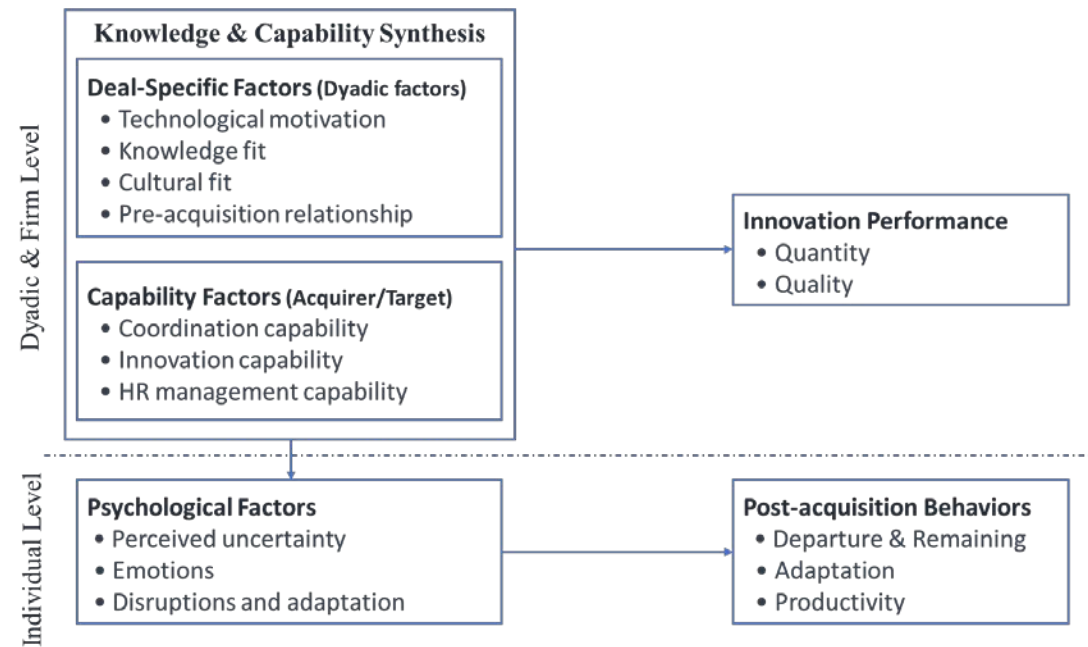 Knowledge & Capability Synthesis
Deal-Specific Factors (Dyadic factors)
• Technological motivation
• Knowledge fit
• Cultural fit
• Pre-acquisition relationship
Capability Factors (Acquirer/Target)
• Coordination capability
• Innovation capability
• HR management capability
Dyadic & Firm Level
Innovation Performance
• Quantity
• Quality
Individual Level
Psychological Factors
• Perceived uncertainty
• Emotions
• Disruptions and adaptation
Post-acquisition Behaviors
• Departure & Remaining
• Adaptation
• Productivity